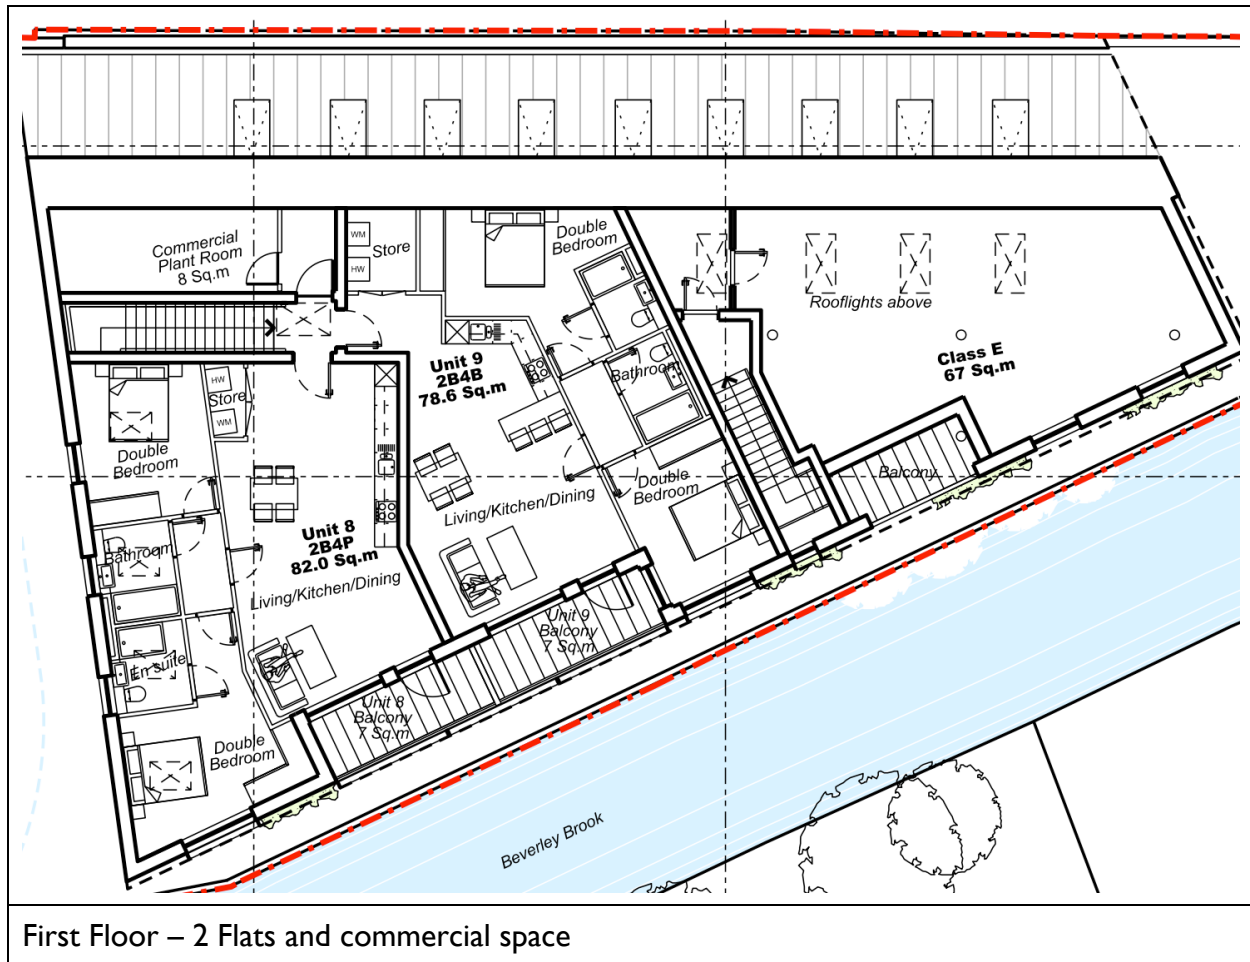 Commercial
Plant Room
8 Sq.m
WM
HW
Store
Double
Bedroom
Rooflights above
Class E
67 Sq.m
Unit 9
2B4B
78.6 Sq.m
Bathroom
HW
Store
WM
Double
Bedroom
Living/Kitchen/Dining
Double
Bedroom
Balcony
Unit 8
2B4P
82.0 Sq.m
Bathroom
Living/Kitchen/Dining
En suite
Unit 9
Balcony
7 Sq.m
Unit 8
Balcony
7 Sq.m
Double
Bedroom
Beverley Brook
First Floor – 2 Flats and commercial space